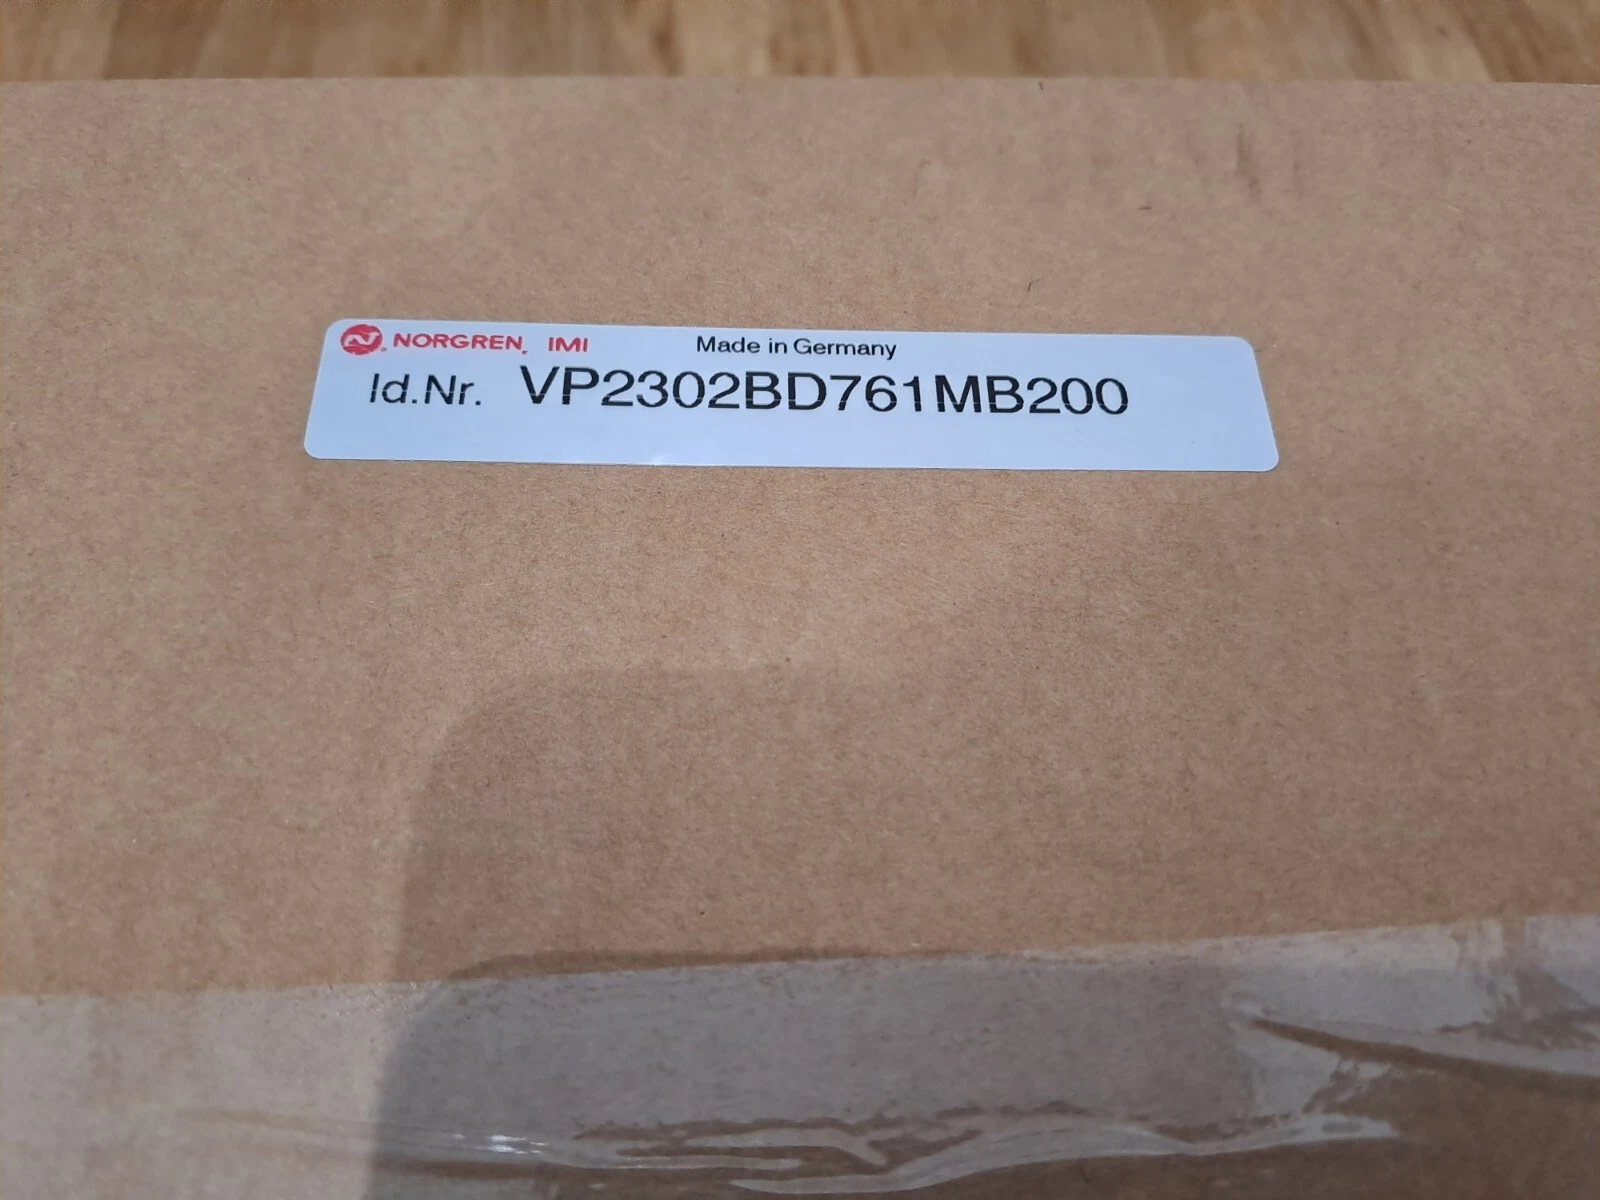 NORGREN, IMI Made in Germany
Id.Nr. VP2302BD761MB200